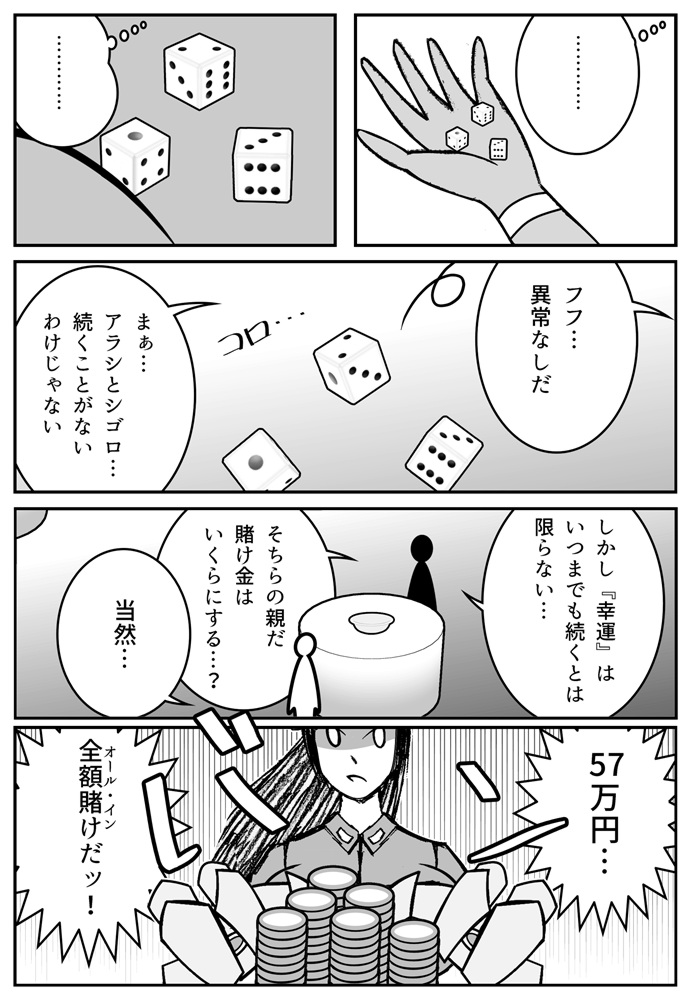 ………
………
フフ…
異常なしだ
コロ…
まぁ…
アラシとシゴロ…
続くことがない
わけじゃない
しかし『幸運』は
いつまでも続くとは
限らない…
そちらの親だ
賭け金は
いくらにする…?
当然…
57万円…
オール・イン
全額賭けだッ!